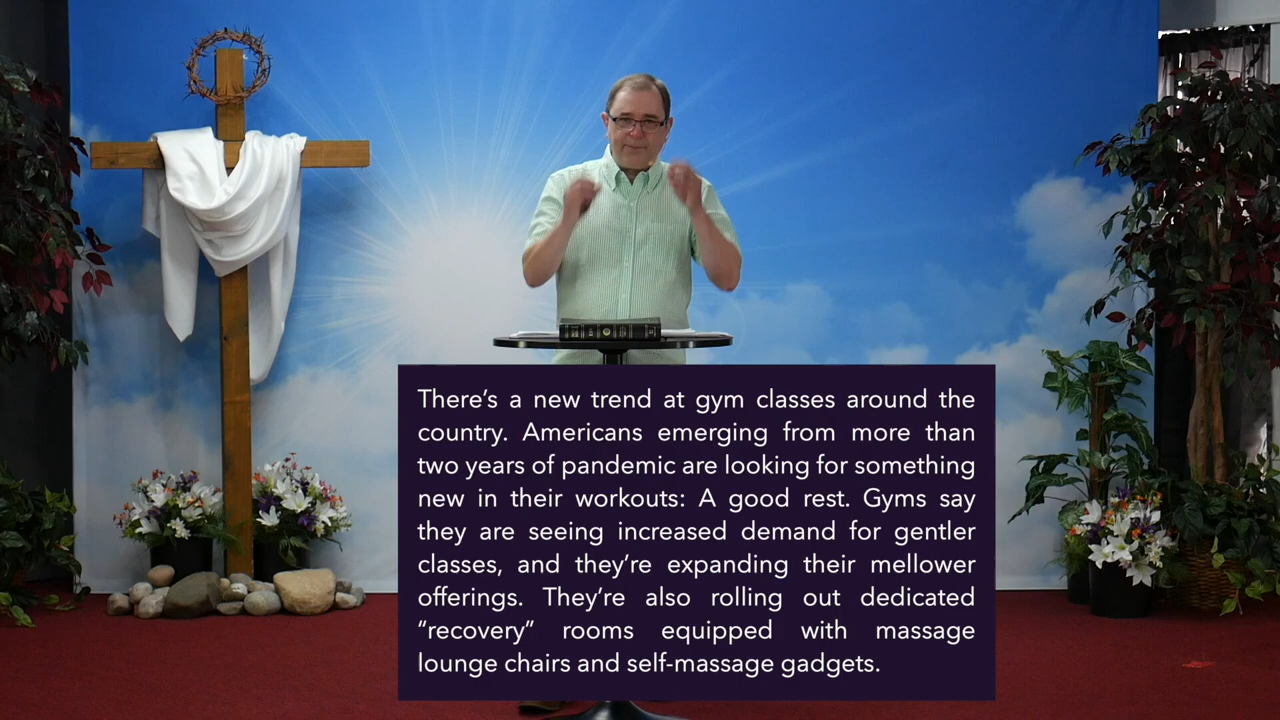 There's a new trend at gym classes around the
country. Americans emerging from more than
two years of pandemic are looking for something
new in their workouts: A good rest. Gyms say
they are seeing increased demand for gentler
classes, and they're expanding their mellower
offerings. They're also rolling out dedicated
"recovery" rooms equipped with massage
lounge chairs and self-massage gadgets.